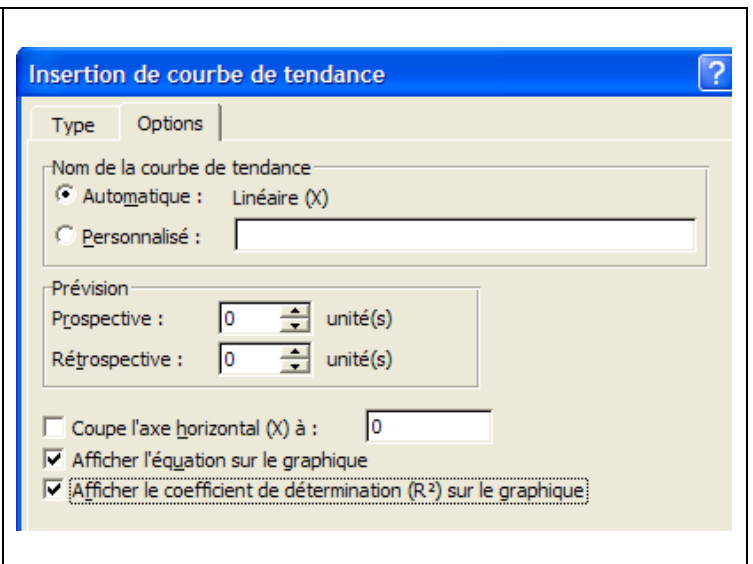 Insertion de courbe de tendance ?
Type Options
Nom de la courbe de tendance
Automatique : Linéaire (X)
Personnalisé :
Prévision
Prospective : 0 unité(s)
Rétrospective : 0 unité(s)
Coupe l'axe horizontal (X) à : 0
Afficher l'équation sur le graphique
Afficher le coefficient de détermination (R²) sur le graphique